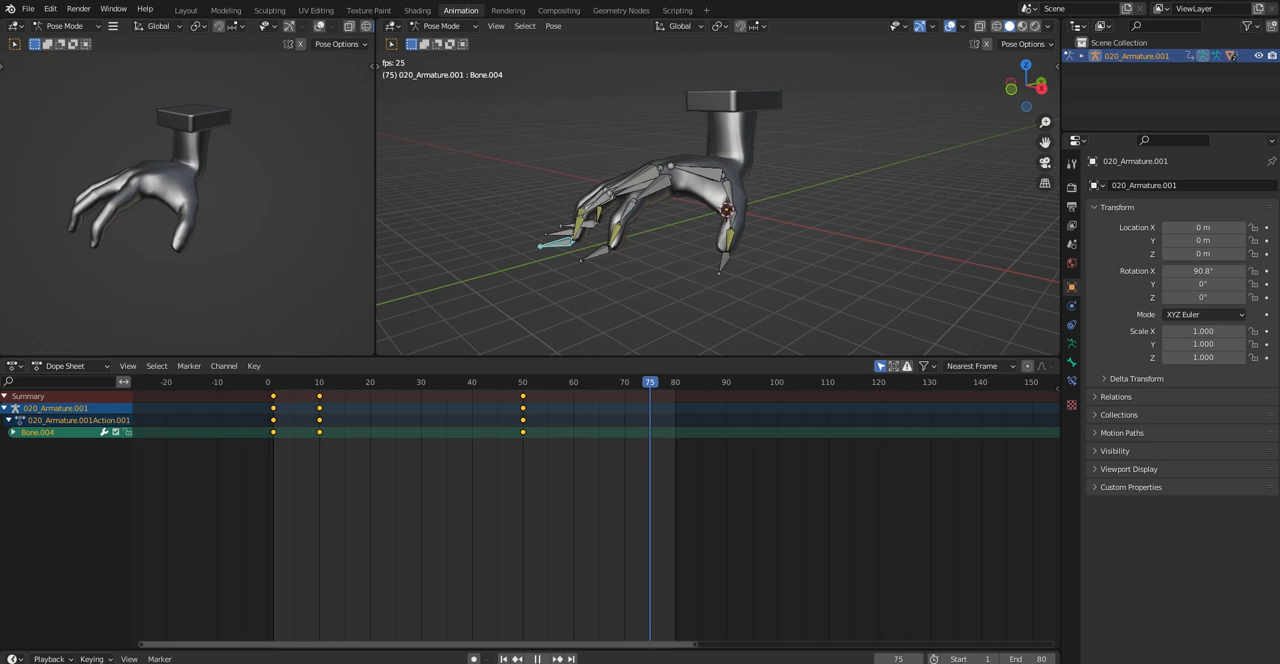 File Edit Render Window Help Layout Modeling Sculpting UV Editing Texture Paint Shading Animation Rendering Compositing Geometry Nodes Scripting + Scene ViewLayer
Pose Mode Global Pose Mode View Select Pose Global
X Pose Options X Pose Options
Scene Collection
020_Armature.001
fps: 25
(75) 020_Armature.001 : Bone.004
Z
Y
X
020_Armature.001
020_Armature.001
Transform
Location X 0 m
Y 0 m
Z 0 m
Rotation X 90.8°
Y 0°
Z 0°
Mode XYZ Euler
Scale X 1.000
Y 1.000
Z 1.000
Delta Transform
Relations
Collections
Motion Paths
Visibility
Viewport Display
Custom Properties
Dope Sheet View Select Marker Channel Key Nearest Frame
-20 -10 0 10 20 30 40 50 60 70 75 80 90 100 110 120 130 140 150
Summary
020_Armature.001
020_Armature.001Action.001
Bone.004
Playback Keying View Marker 75 Start 1 End 80